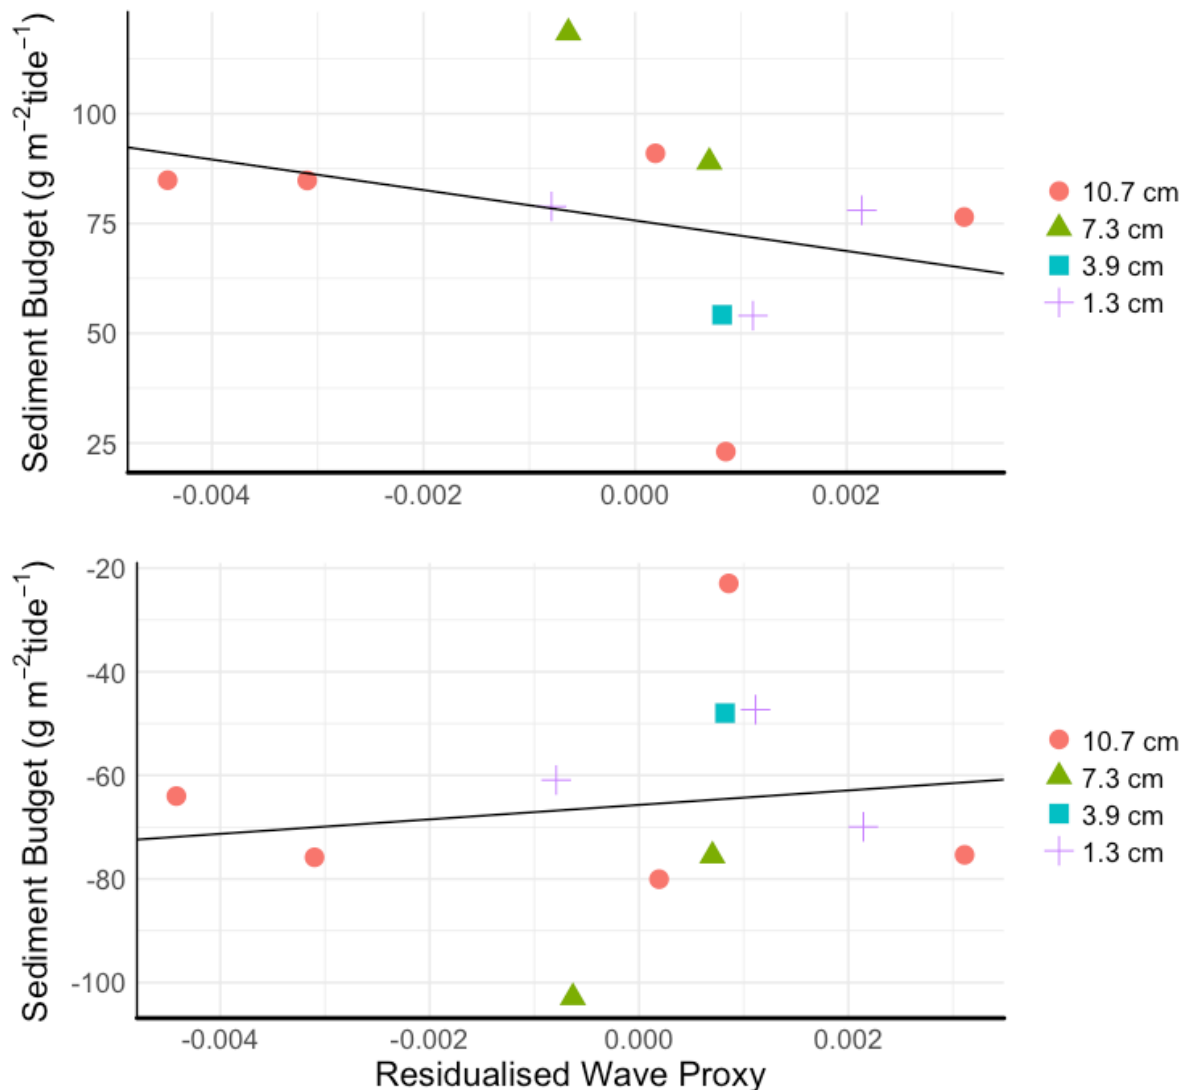 Sediment Budget (g m⁻²tide⁻¹)
100
75
50
25
-0.004 -0.002 0.000 0.002
10.7 cm
7.3 cm
3.9 cm
1.3 cm
Sediment Budget (g m⁻²tide⁻¹)
-20
-40
-60
-80
-100
-0.004 -0.002 0.000 0.002
Residualised Wave Proxy
10.7 cm
7.3 cm
3.9 cm
1.3 cm